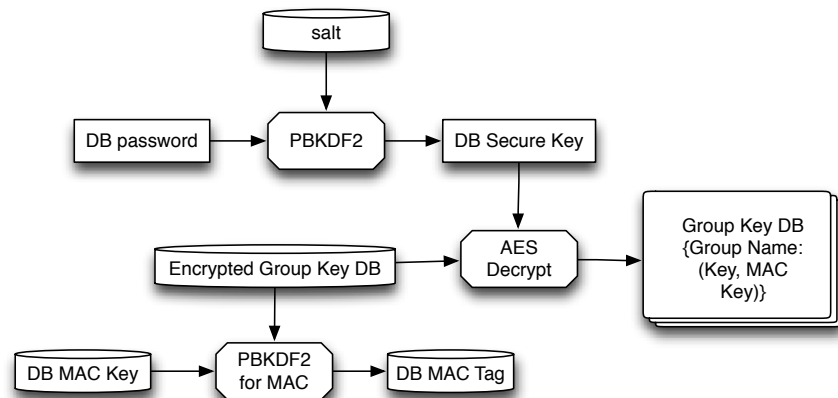 salt
DB password
PBKDF2
DB Secure Key
Group Key DB
{Group Name:
(Key, MAC
Key)}
AES
Decrypt
Encrypted Group Key DB
DB MAC Key
PBKDF2
for MAC
DB MAC Tag